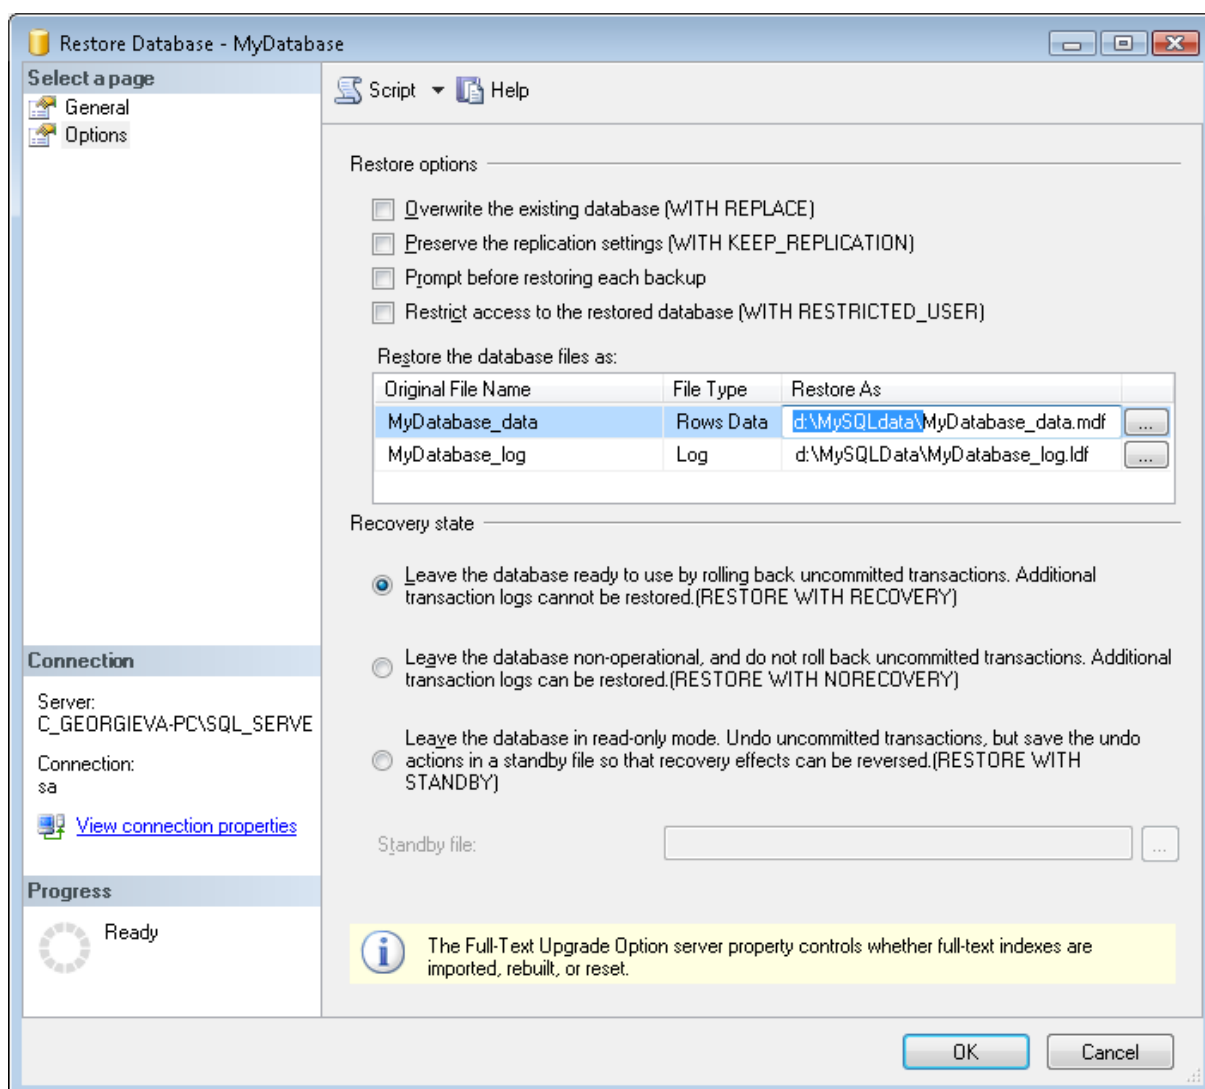 Restore Database - MyDatabase
Select a page
General
Options
Script
Help
Restore options
Overwrite the existing database (WITH REPLACE)
Preserve the replication settings (WITH KEEP_REPLICATION)
Prompt before restoring each backup
Restrict access to the restored database (WITH RESTRICTED_USER)
Restore the database files as:
Original File Name File Type Restore As
MyDatabase_data Rows Data d:\MySQLdata\MyDatabase_data.mdf ...
MyDatabase_log Log d:\MySQLData\MyDatabase_log.ldf ...
Recovery state
Leave the database ready to use by rolling back uncommitted transactions. Additional
transaction logs cannot be restored.(RESTORE WITH RECOVERY)
Leave the database non-operational, and do not roll back uncommitted transactions. Additional
transaction logs can be restored.(RESTORE WITH NORECOVERY)
Leave the database in read-only mode. Undo uncommitted transactions, but save the undo
actions in a standby file so that recovery effects can be reversed.(RESTORE WITH
STANDBY)
Standby file: ...
Connection
Server:
C_GEORGIEVA-PC\SQL_SERVE
Connection:
sa
View connection properties
Progress
Ready
The Full-Text Upgrade Option server property controls whether full-text indexes are
imported, rebuilt, or reset.
OK
Cancel